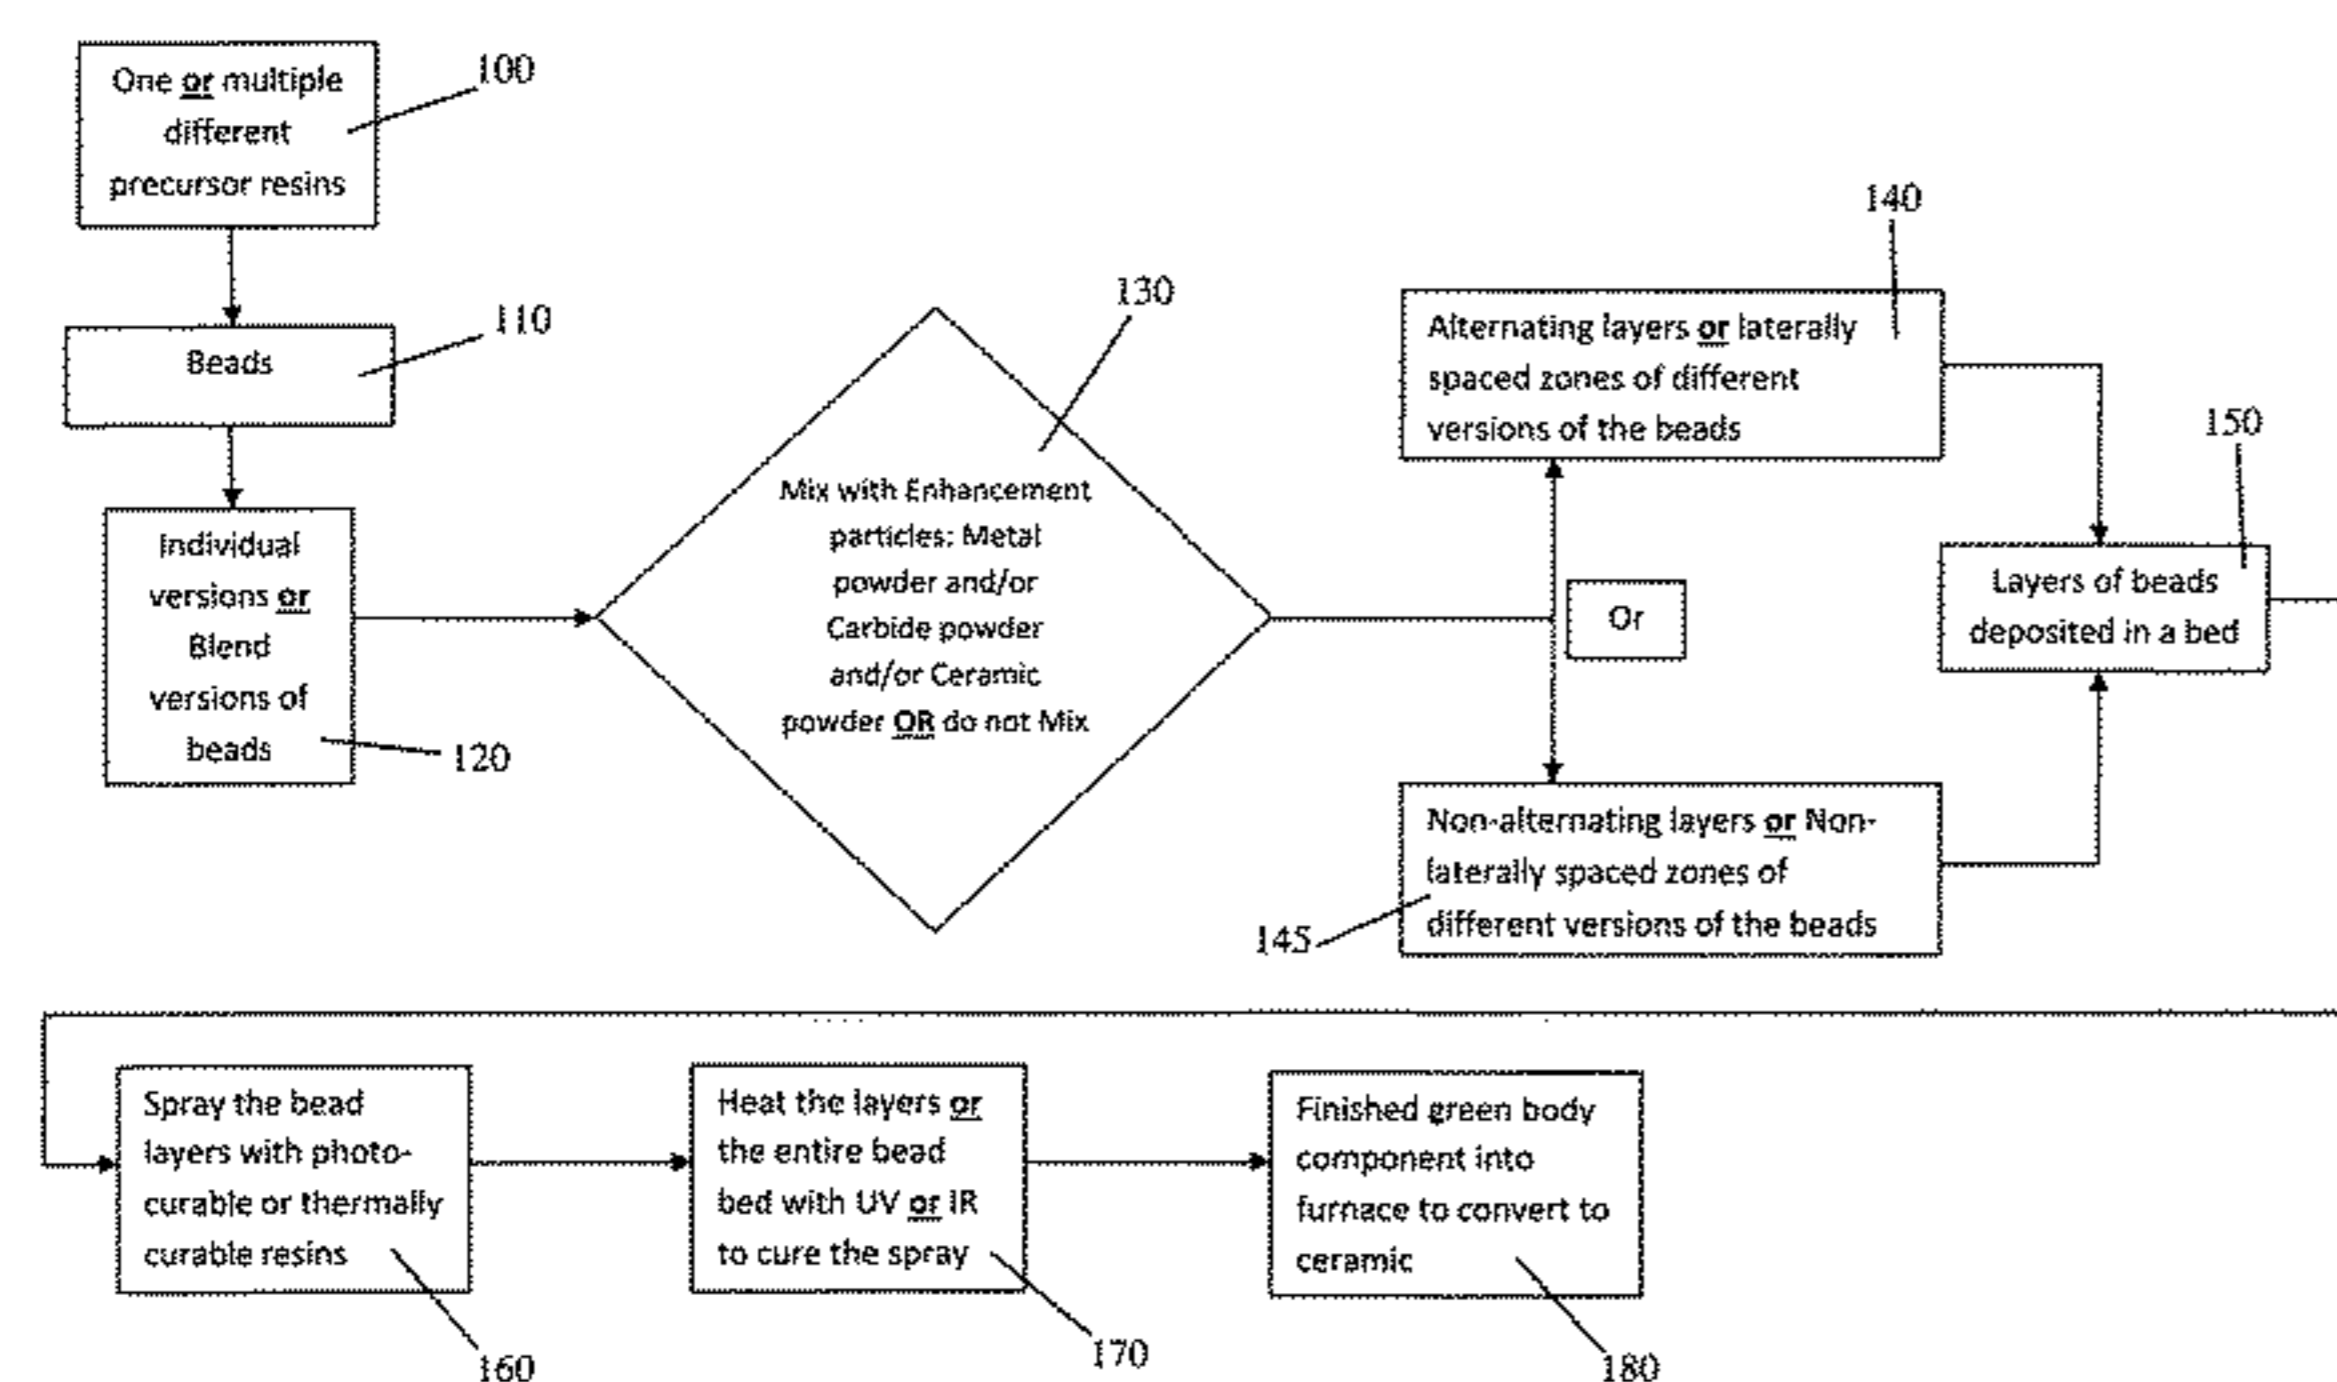 One or multiple
different
precursor resins
100
Beads
110
Individual
versions or
Blend
versions of
beads
120
130
Mix with Enhancement
particles: Metal
powder and/or
Carbide powder
and/or Ceramic
powder OR do not Mix
140
Alternating layers or laterally
spaced zones of different
versions of the beads
Or
Non-alternating layers or Non-
laterally spaced zones of
different versions of the beads
145
150
Layers of beads
deposited in a bed
Spray the bead
layers with photo-
curable or thermally
curable resins
160
Heat the layers or
the entire bead
bed with UV or IR
to cure the spray
170
Finished green body
component into
furnace to convert to
ceramic
180